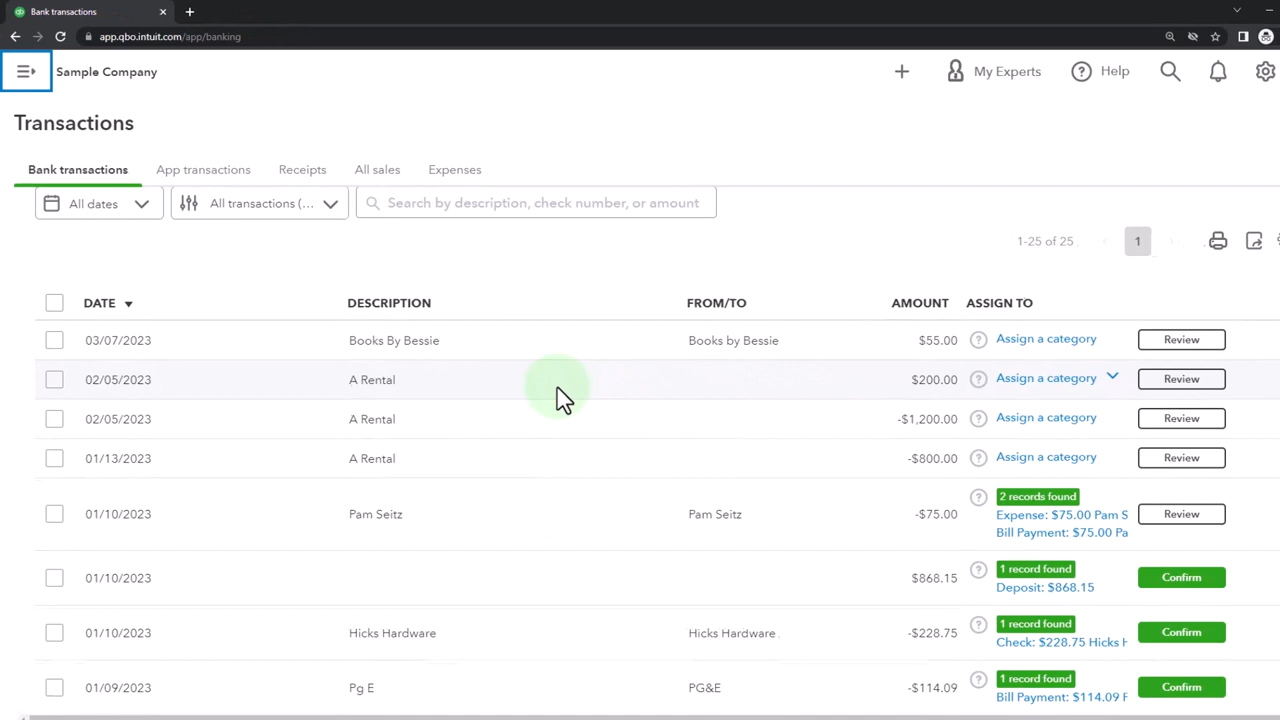 Bank transactions
app.qbo.intuit.com/app/banking
Sample Company
My Experts
Help
Transactions
Bank transactions
App transactions
Receipts
All sales
Expenses
All dates
All transactions (...
Search by description, check number, or amount
1-25 of 25
1
DATE DESCRIPTION FROM/TO AMOUNT ASSIGN TO
03/07/2023 Books By Bessie Books by Bessie $55.00 ? Assign a category Review
02/05/2023 A Rental $200.00 ? Assign a category Review
02/05/2023 A Rental -$1,200.00 ? Assign a category Review
01/13/2023 A Rental -$800.00 ? Assign a category Review
2 records found
01/10/2023 Pam Seitz Pam Seitz -$75.00 ? Expense: $75.00 Pam S Review
Bill Payment: $75.00 Pa
1 record found
01/10/2023 $868.15 ? Deposit: $868.15 Confirm
1 record found
01/10/2023 Hicks Hardware Hicks Hardware -$228.75 ? Check: $228.75 Hicks H Confirm
1 record found
01/09/2023 Pg E PG&E -$114.09 ? Bill Payment: $114.09 F Confirm